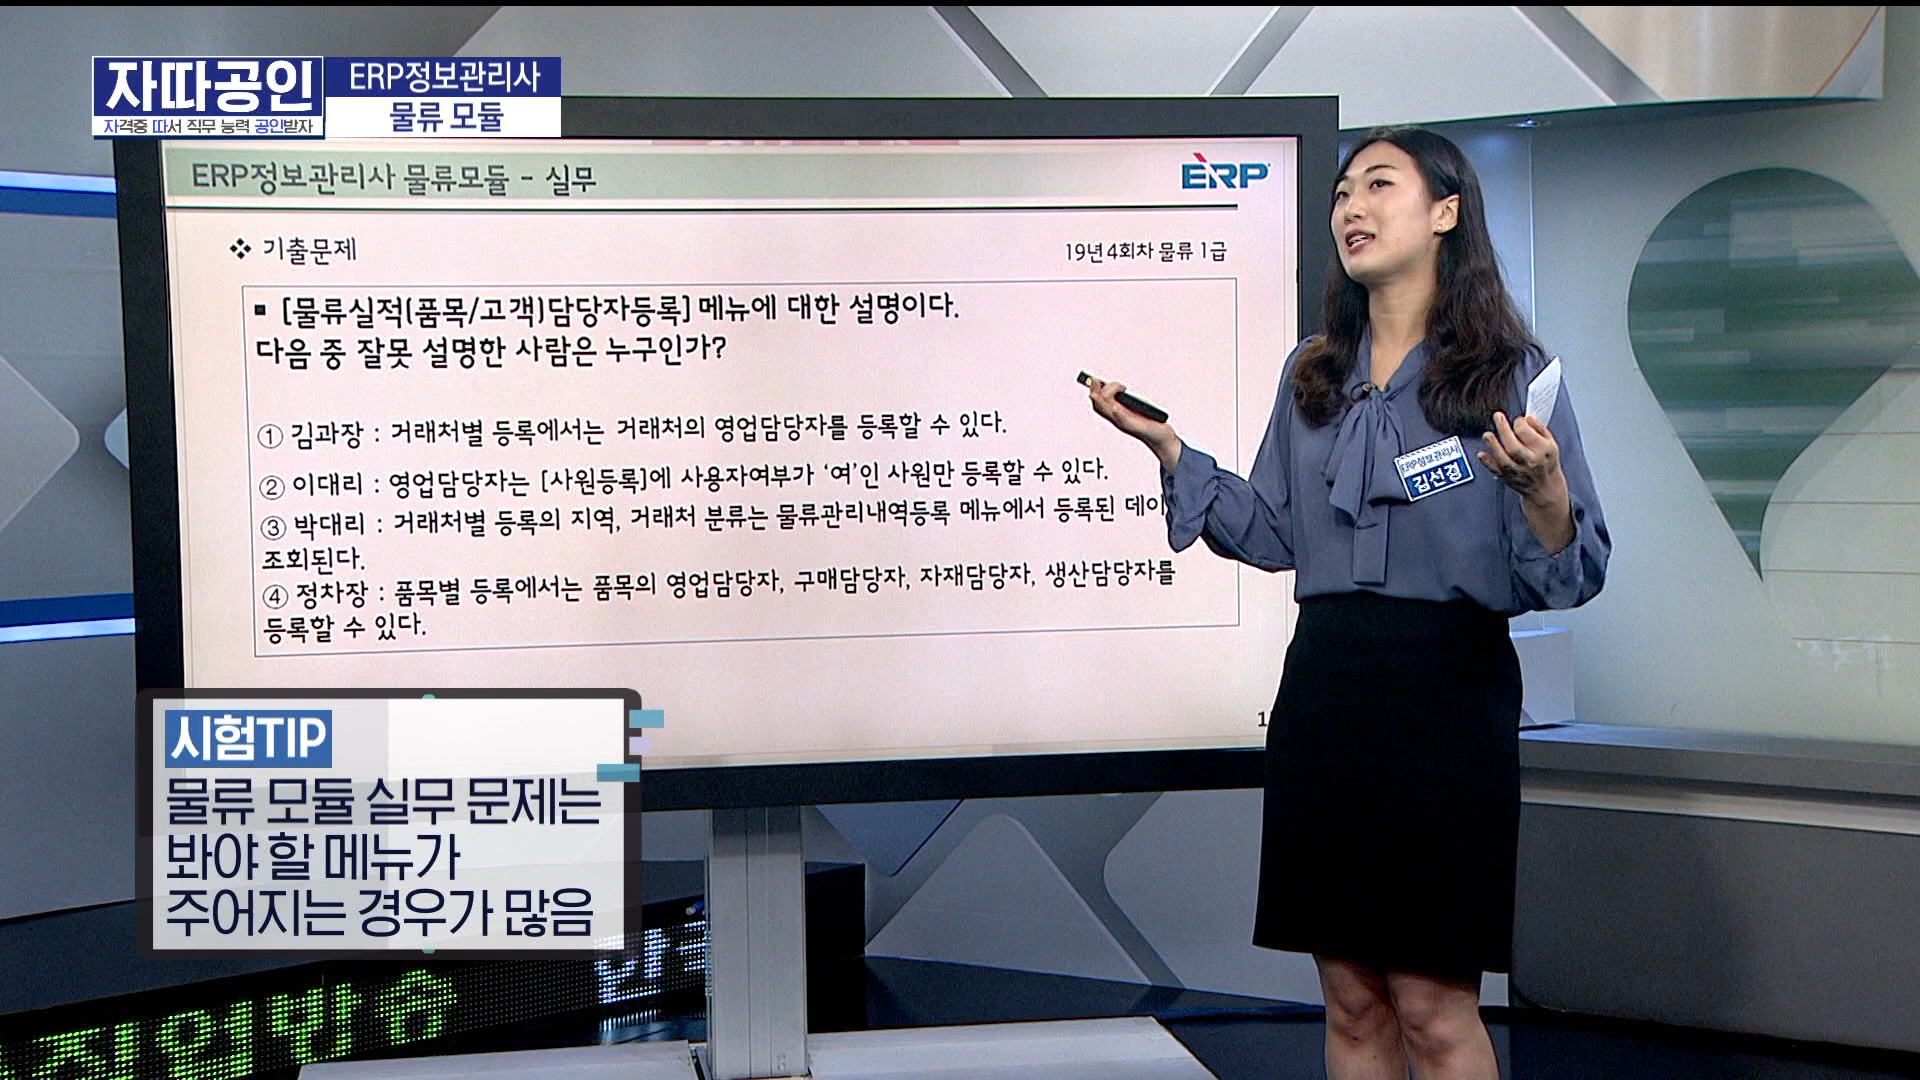 자따공인
자격증 따서 직무 능력 공인받자
ERP정보관리사
물류 모듈
ERP정보관리사 물류모듈 - 실무
ERP
❖ 기출문제
19년 4회차 물류 1급
▪ [물류실적(품목/고객)담당자등록] 메뉴에 대한 설명이다.
다음 중 잘못 설명한 사람은 누구인가?
① 김과장 : 거래처별 등록에서는 거래처의 영업담당자를 등록할 수 있다.
② 이대리 : 영업담당자는 [사원등록]에 사용자여부가 ‘여’인 사원만 등록할 수 있다.
③ 박대리 : 거래처별 등록의 지역, 거래처 분류는 물류관리내역등록 메뉴에서 등록된 데이
조회된다.
④ 정차장 : 품목별 등록에서는 품목의 영업담당자, 구매담당자, 자재담당자, 생산담당자를
등록할 수 있다.
ERP정보관리사
김선경
시험TIP
물류 모듈 실무 문제는
봐야 할 메뉴가
주어지는 경우가 많음
직업방송